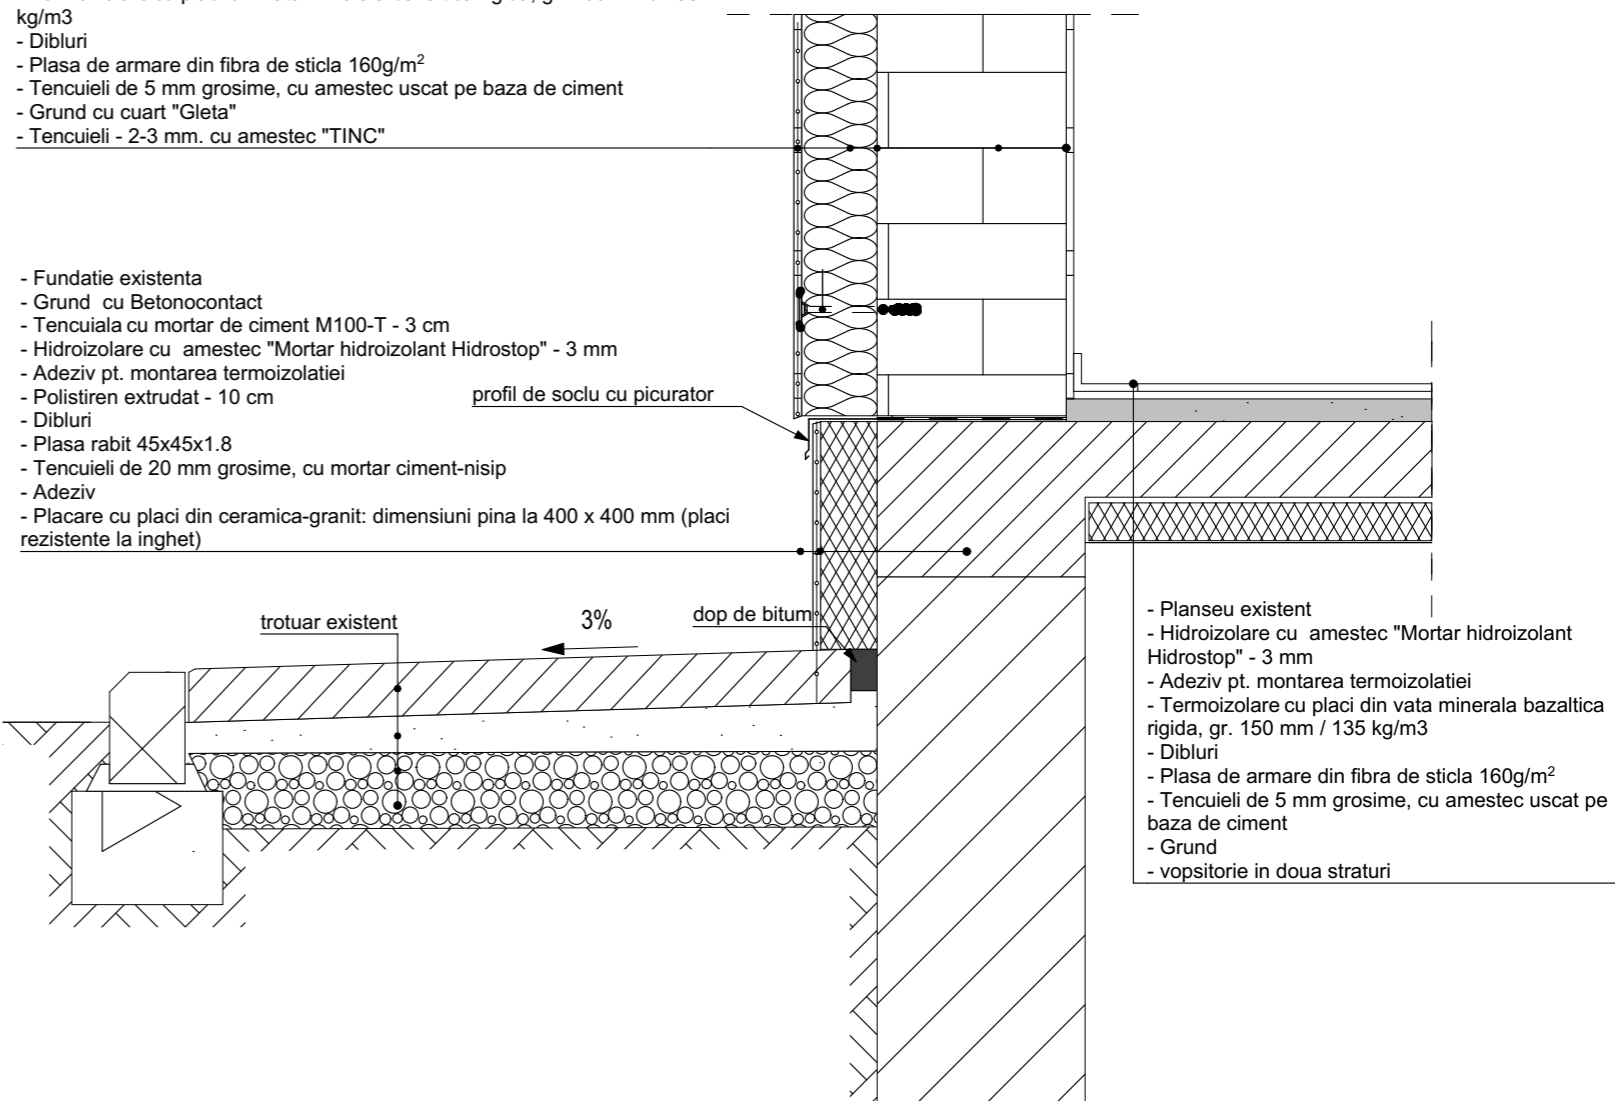 kg/m3
- Dibluri
- Plasa de armare din fibra de sticla 160g/m²
- Tencuieli de 5 mm grosime, cu amestec uscat pe baza de ciment
- Grund cu cuart "Gleta"
- Tencuieli - 2-3 mm. cu amestec "TINC"
- Fundatie existenta
- Grund cu Betonocontact
- Tencuiala cu mortar de ciment M100-T - 3 cm
- Hidroizolare cu amestec "Mortar hidroizolant Hidrostop" - 3 mm
- Adeziv pt. montarea termoizolatiei
- Polistiren extrudat - 10 cm
- Dibluri
- Plasa rabit 45x45x1.8
- Tencuieli de 20 mm grosime, cu mortar ciment-nisip
- Adeziv
- Placare cu placi din ceramica-granit: dimensiuni pina la 400 x 400 mm (placi
rezistente la inghet)
profil de soclu cu picurator
trotuar existent
3%
dop de bitum
- Planseu existent
- Hidroizolare cu amestec "Mortar hidroizolant
Hidrostop" - 3 mm
- Adeziv pt. montarea termoizolatiei
- Termoizolare cu placi din vata minerala bazaltica
rigida, gr. 150 mm / 135 kg/m3
- Dibluri
- Plasa de armare din fibra de sticla 160g/m²
- Tencuieli de 5 mm grosime, cu amestec uscat pe
baza de ciment
- Grund
- vopsitorie in doua straturi